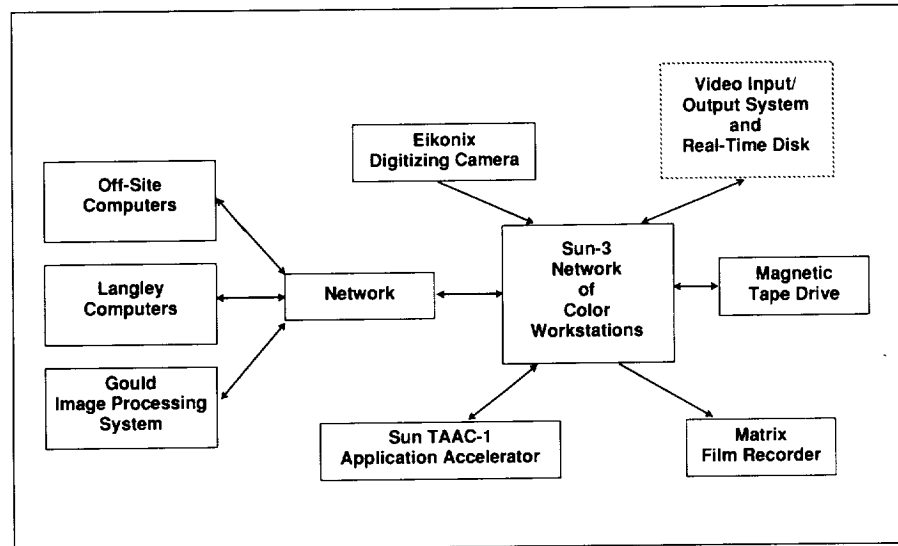 Video Input/
Output System
and
Real-Time Disk
Eikonix
Digitizing Camera
Off-Site
Computers
Sun-3
Network
of
Color
Workstations
Langley
Computers
Network
Magnetic
Tape Drive
Gould
Image Processing
System
Sun TAAC-1
Application Accelerator
Matrix
Film Recorder